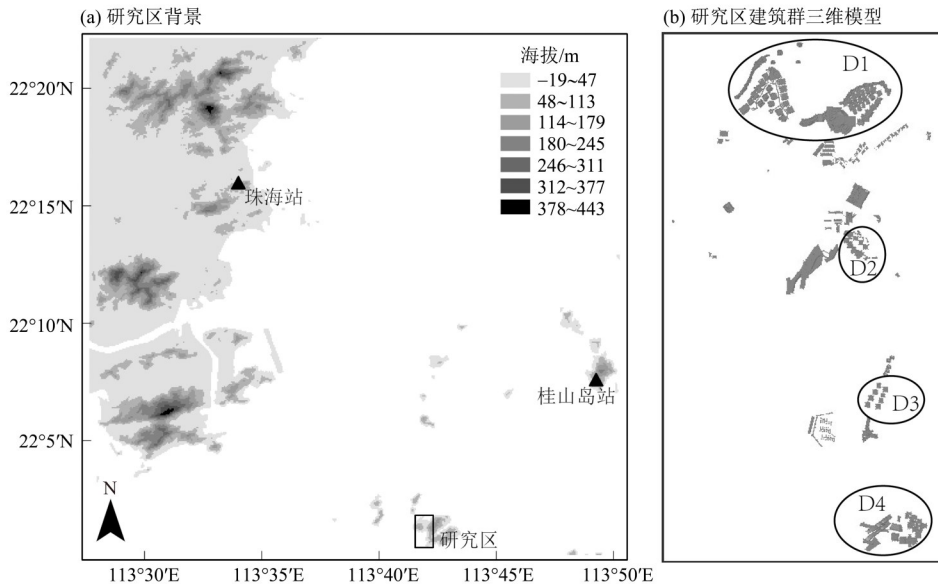 (a) 研究区背景
(b) 研究区建筑群三维模型
海拔/m
−19~47
48~113
114~179
180~245
246~311
312~377
378~443
22°20′N
22°15′N
22°10′N
22°5′N
珠海站
桂山岛站
研究区
N
113°30′E
113°35′E
113°40′E
113°45′E
113°50′E
D1
D2
D3
D4